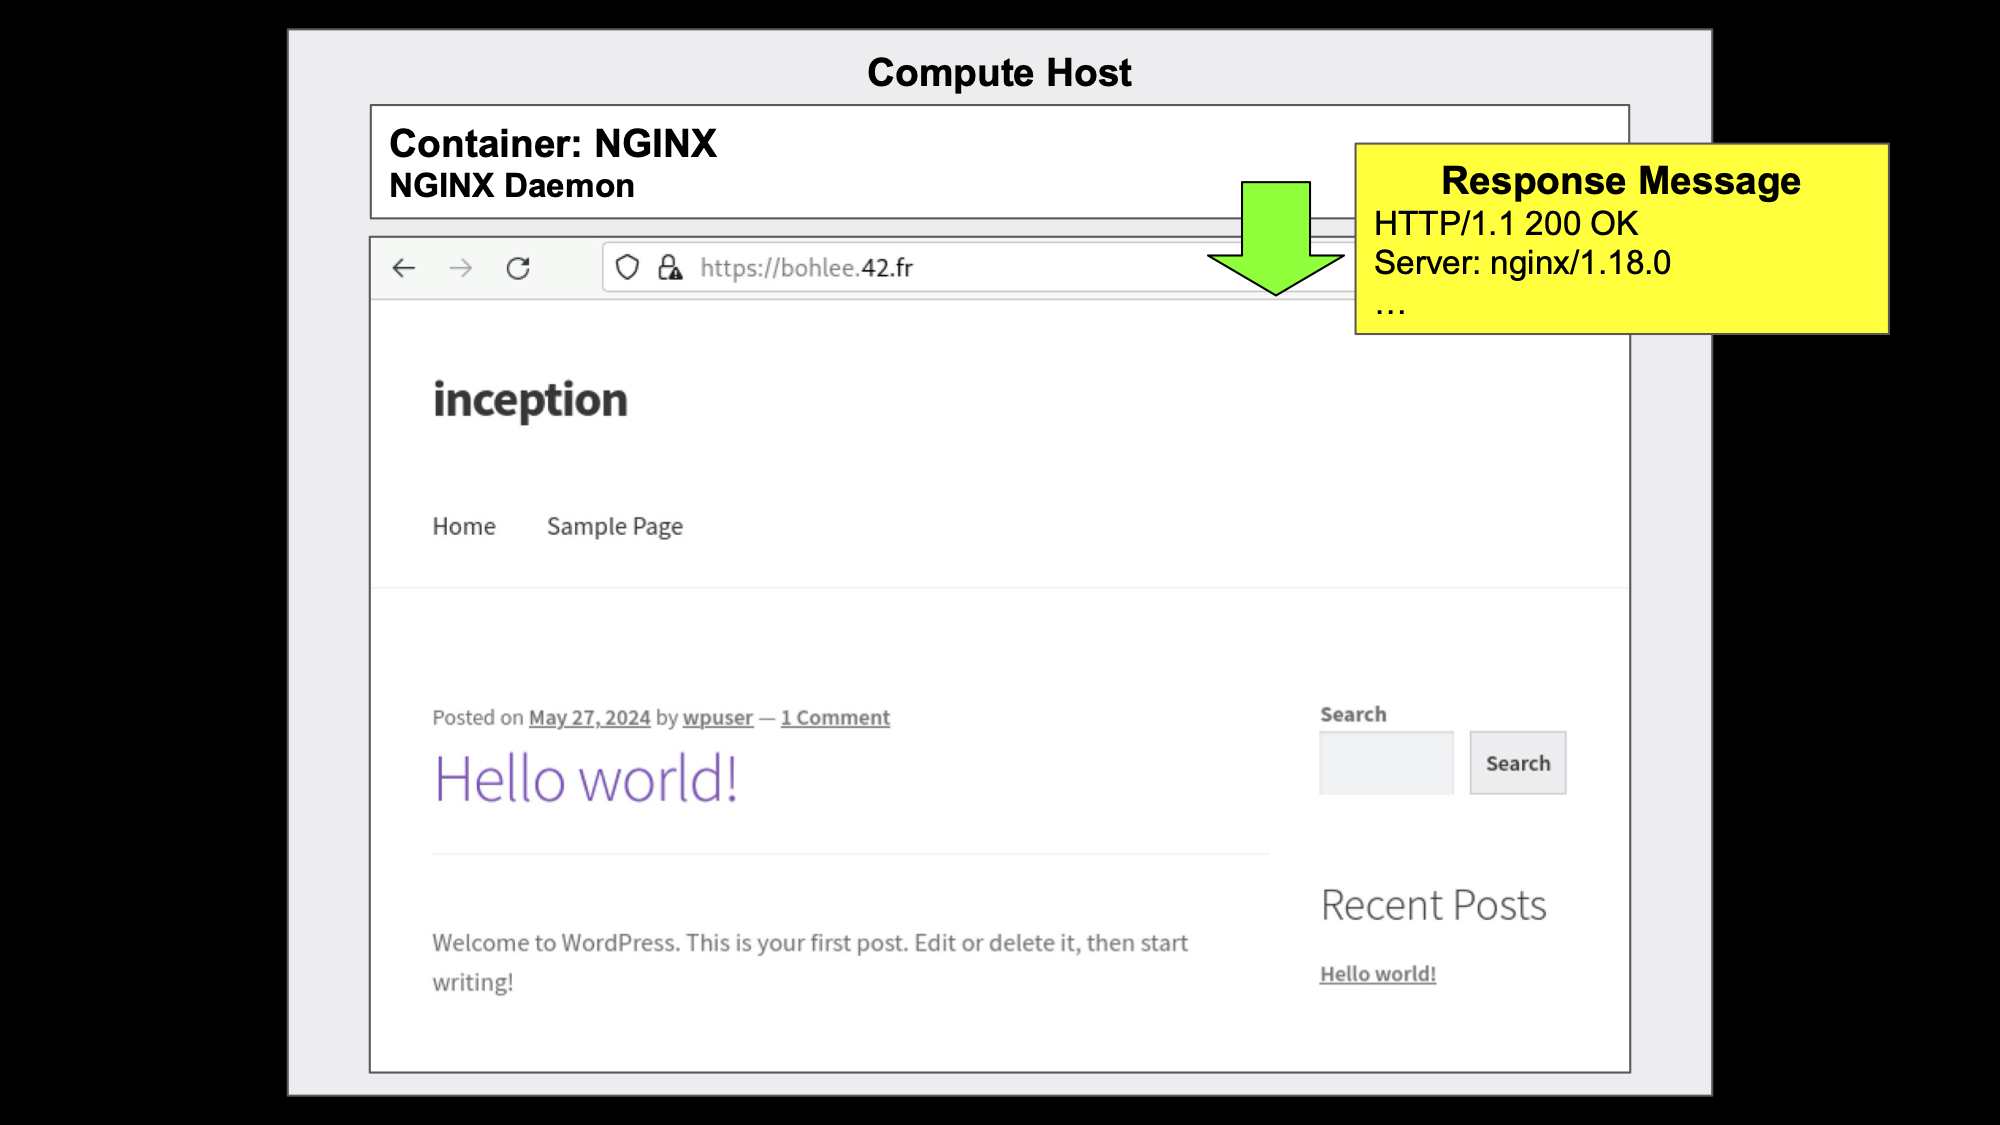 Compute Host
Container: NGINX
NGINX Daemon
Response Message
HTTP/1.1 200 OK
Server: nginx/1.18.0
…
https://bohlee.42.fr
inception
Home Sample Page
Posted on May 27, 2024 by wpuser — 1 Comment
Hello world!
Welcome to WordPress. This is your first post. Edit or delete it, then start
writing!
Search
Search
Recent Posts
Hello world!